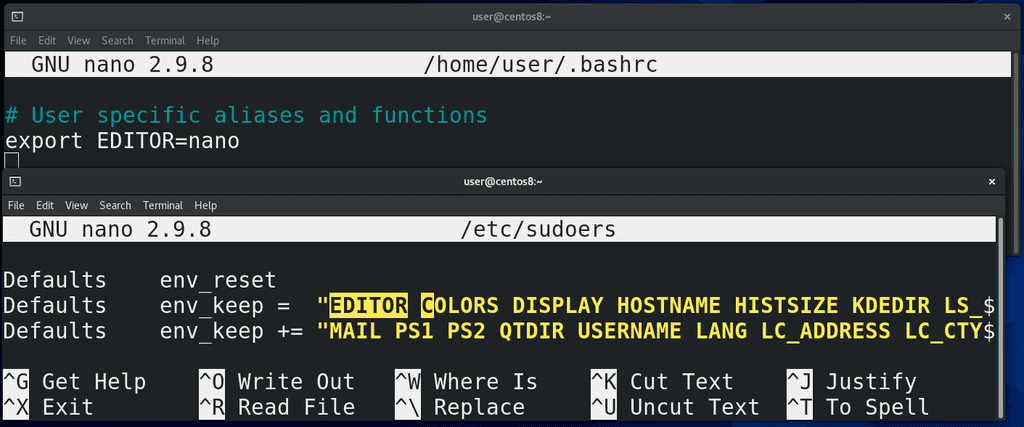 user@centos8:~ ×
File Edit View Search Terminal Help
GNU nano 2.9.8 /home/user/.bashrc
# User specific aliases and functions
export EDITOR=nano
user@centos8:~ ×
File Edit View Search Terminal Help
GNU nano 2.9.8 /etc/sudoers
Defaults env_reset
Defaults env_keep = "EDITOR COLORS DISPLAY HOSTNAME HISTSIZE KDEDIR LS_$
Defaults env_keep += "MAIL PS1 PS2 QTDIR USERNAME LANG LC_ADDRESS LC_CTY$
^G Get Help ^O Write Out ^W Where Is ^K Cut Text ^J Justify
^X Exit ^R Read File ^\ Replace ^U Uncut Text ^T To Spell